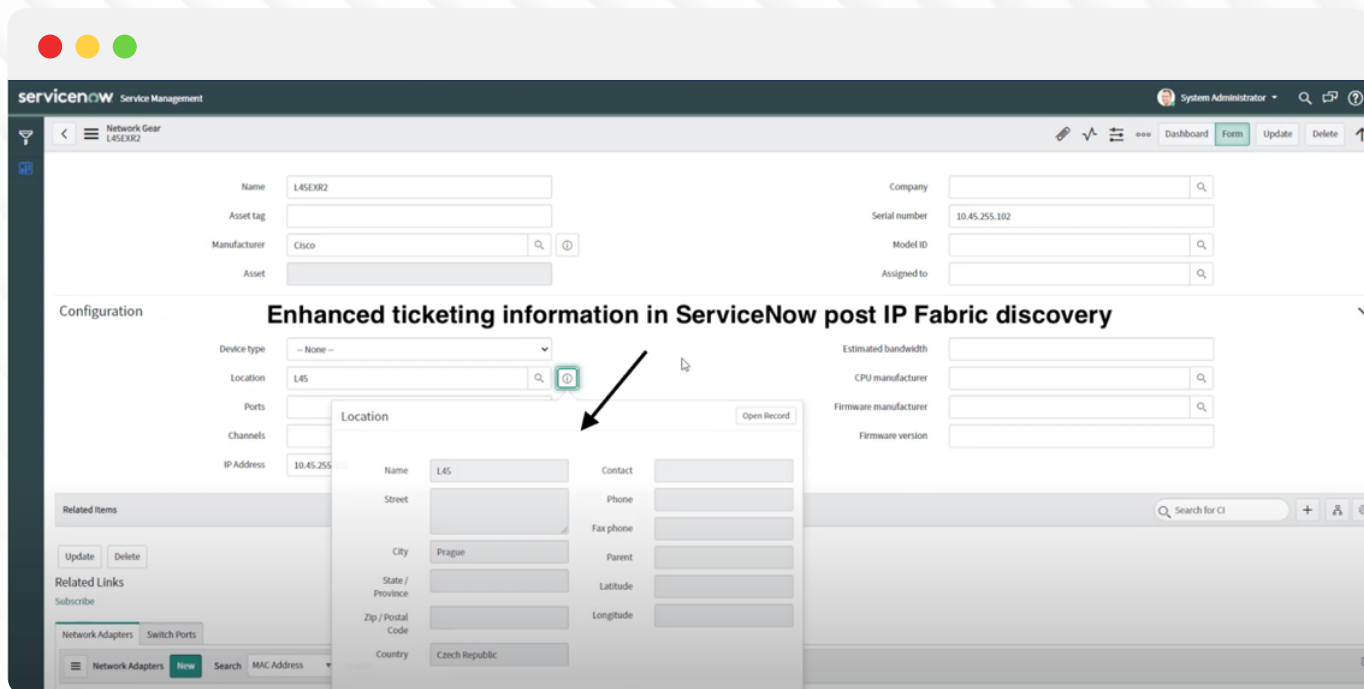 servicenow Service Management
System Administrator
Network Gear
L45EXR2
Dashboard Form Update Delete
Name L45EXR2 Company
Asset tag Serial number 10.45.255.102
Manufacturer Cisco Model ID
Asset Assigned to
Configuration
Enhanced ticketing information in ServiceNow post IP Fabric discovery
Device type -- None -- Estimated bandwidth
Location L45 CPU manufacturer
Ports Firmware manufacturer
Channels Firmware version
IP Address 10.45.255
Location Open Record
Name L45 Contact
Street Phone
Fax phone
City Prague Parent
State / Province Latitude
Zip / Postal Code Longitude
Country Czech Republic
Related Items Search for CI
Update Delete
Related Links
Subscribe
Network Adapters Switch Ports
Network Adapters New Search MAC Address